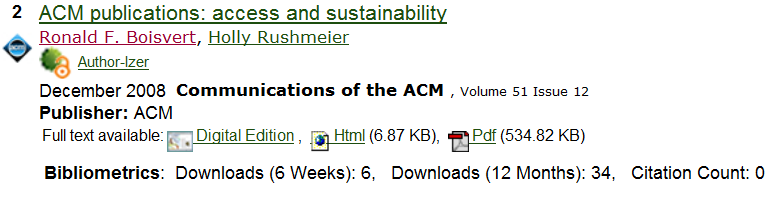 2 ACM publications: access and sustainability
Ronald F. Boisvert, Holly Rushmeier
Author-Izer
December 2008 Communications of the ACM , Volume 51 Issue 12
Publisher: ACM
Full text available: Digital Edition , Html (6.87 KB), Pdf (534.82 KB)
Bibliometrics: Downloads (6 Weeks): 6, Downloads (12 Months): 34, Citation Count: 0